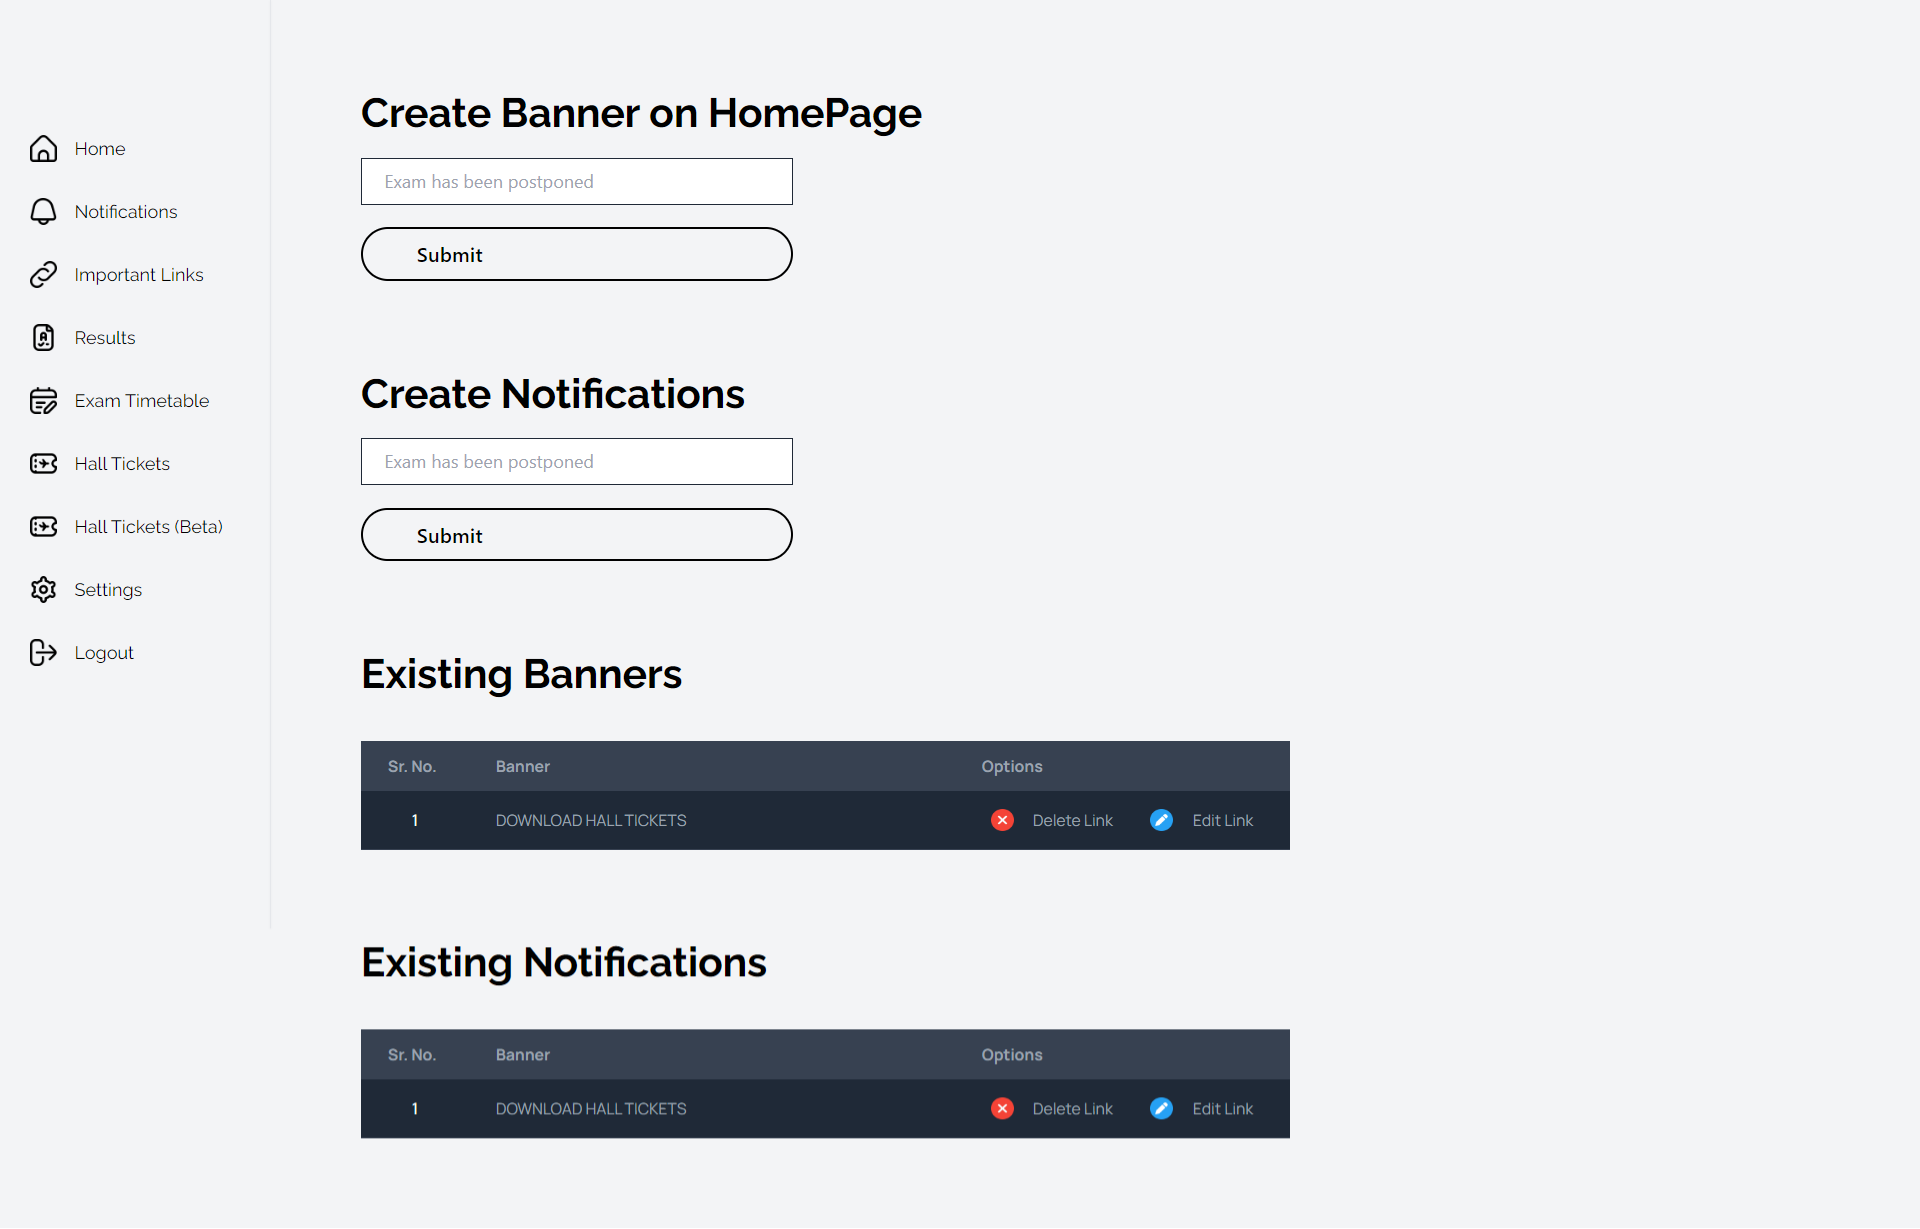 Home
Notifications
Important Links
Results
Exam Timetable
Hall Tickets
Hall Tickets (Beta)
Settings
Logout
Create Banner on HomePage
Exam has been postponed
Submit
Create Notifications
Exam has been postponed
Submit
Existing Banners
Sr. No. Banner Options
1 DOWNLOAD HALL TICKETS Delete Link Edit Link
Existing Notifications
Sr. No. Banner Options
1 DOWNLOAD HALL TICKETS Delete Link Edit Link